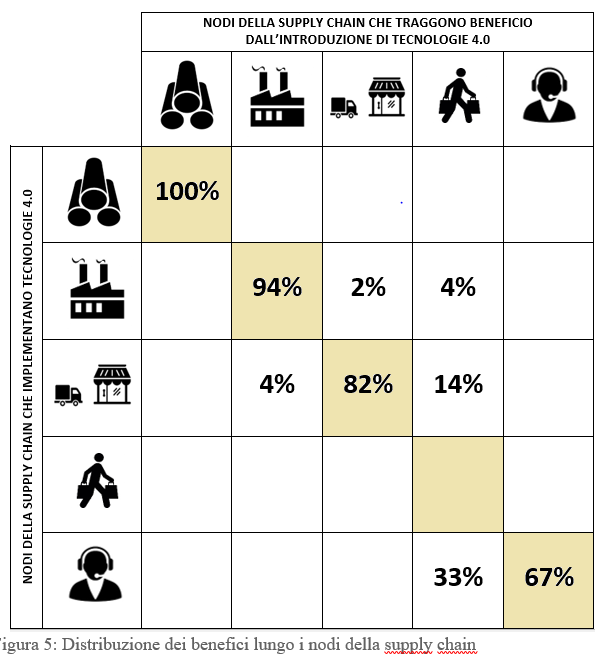 NODI DELLA SUPPLY CHAIN CHE TRAGGONO BENEFICIO
DALL'INTRODUZIONE DI TECNOLOGIE 4.0
NODI DELLA SUPPLY CHAIN CHE IMPLEMENTANO TECNOLOGIE 4.0
100%
94% 2% 4%
4% 82% 14%
33% 67%
igura 5: Distribuzione dei benefici lungo i nodi della supply chain